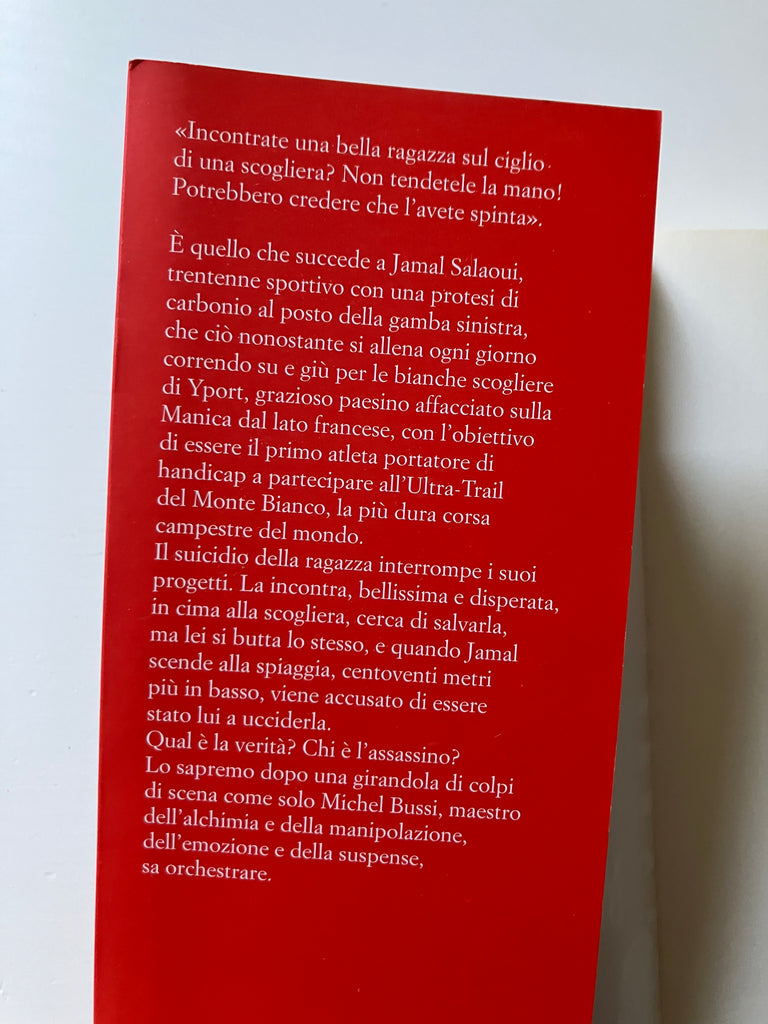 «Incontrate una bella ragazza sul ciglio
di una scogliera? Non tendetele la mano!
Potrebbero credere che l'avete spinta».
È quello che succede a Jamal Salaoui,
trentenne sportivo con una protesi di
carbonio al posto della gamba sinistra,
che ciò nonostante si allena ogni giorno
correndo su e giù per le bianche scogliere
di Yport, grazioso paesino affacciato sulla
Manica dal lato francese, con l'obiettivo
di essere il primo atleta portatore di
handicap a partecipare all'Ultra-Trail
del Monte Bianco, la più dura corsa
campestre del mondo.
Il suicidio della ragazza interrompe i suoi
progetti. La incontra, bellissima e disperata,
in cima alla scogliera, cerca di salvarla,
ma lei si butta lo stesso, e quando Jamal
scende alla spiaggia, centoventi metri
più in basso, viene accusato di essere
stato lui a ucciderla.
Qual è la verità? Chi è l'assassino?
Lo sapremo dopo una girandola di colpi
di scena come solo Michel Bussi, maestro
dell'alchimia e della manipolazione,
dell'emozione e della suspense,
sa orchestrare.